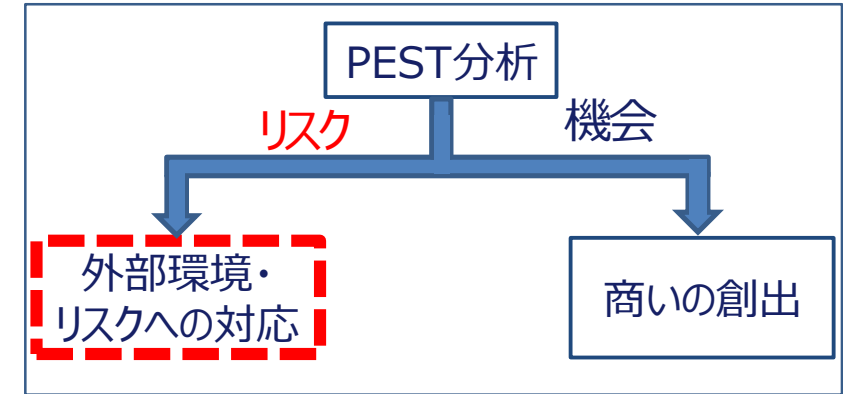 PEST分析
リスク
機会
外部環境・
リスクへの対応
商いの創出